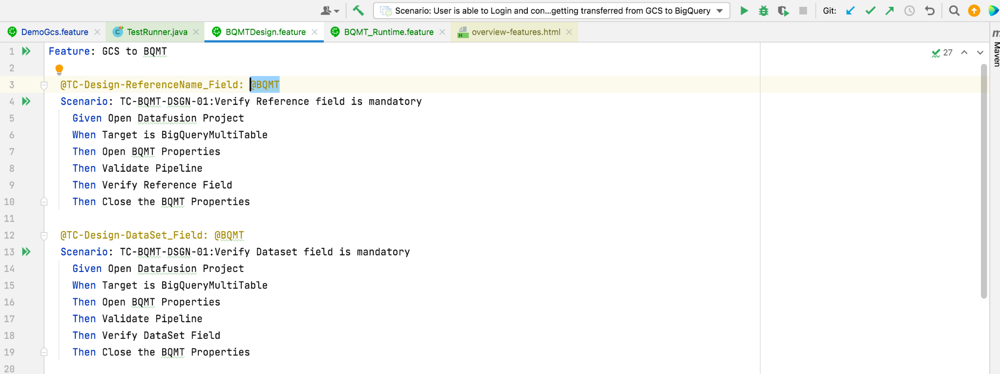 Scenario: User is able to Login and con...getting transferred from GCS to BigQuery
Git:
DemoGcs.feature
TestRunner.java
BQMTDesign.feature
BQMT_Runtime.feature
overview-features.html
Maven
27
1 Feature: GCS to BQMT
2
3 @TC-Design-ReferenceName_Field: @BQMT
4 Scenario: TC-BQMT-DSGN-01:Verify Reference field is mandatory
5 Given Open Datafusion Project
6 When Target is BigQueryMultiTable
7 Then Open BQMT Properties
8 Then Validate Pipeline
9 Then Verify Reference Field
10 Then Close the BQMT Properties
11
12 @TC-Design-DataSet_Field: @BQMT
13 Scenario: TC-BQMT-DSGN-01:Verify Dataset field is mandatory
14 Given Open Datafusion Project
15 When Target is BigQueryMultiTable
16 Then Open BQMT Properties
17 Then Validate Pipeline
18 Then Verify DataSet Field
19 Then Close the BQMT Properties
20